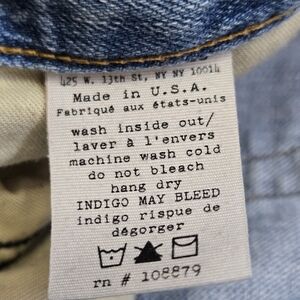 425 W. 13th St, NY NY 10014
Made in U.S.A.
Fabriqué aux états-unis
wash inside out/
laver à l'envers
machine wash cold
do not bleach
hang dry
INDIGO MAY BLEED
indigo rispue de
dégorger
rn # 108879